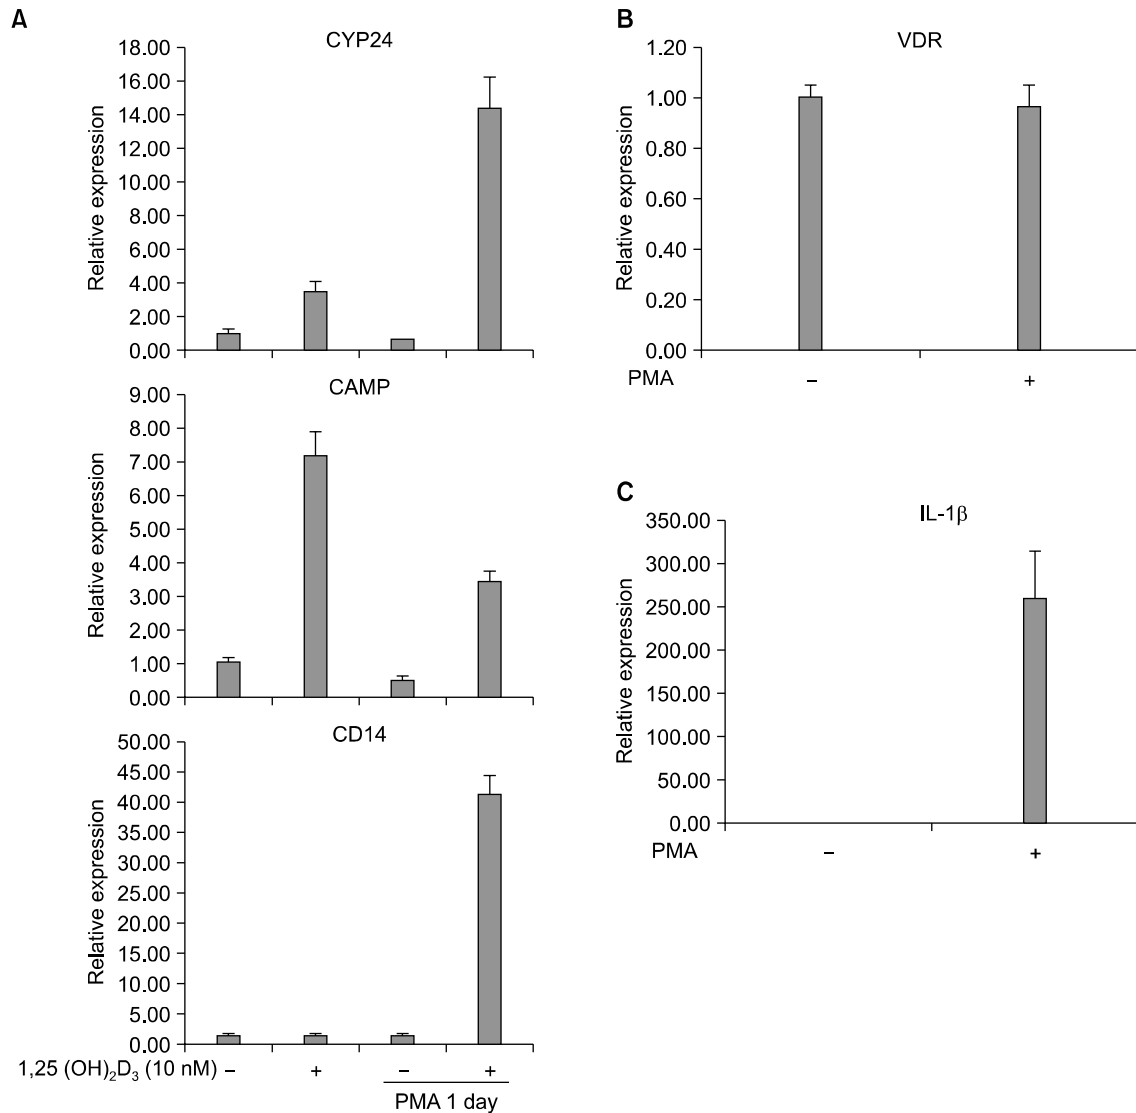 A
CYP24
18.00
16.00
14.00
12.00
10.00
8.00
6.00
4.00
2.00
0.00
Relative expression
CAMP
9.00
8.00
7.00
6.00
5.00
4.00
3.00
2.00
1.00
0.00
Relative expression
CD14
50.00
45.00
40.00
35.00
30.00
25.00
20.00
15.00
10.00
5.00
0.00
Relative expression
1,25 (OH)₂D₃ (10 nM) − + − +
PMA 1 day
B
VDR
1.20
1.00
0.80
0.60
0.40
0.20
0.00
Relative expression
PMA − +
C
IL-1β
350.00
300.00
250.00
200.00
150.00
100.00
50.00
0.00
Relative expression
PMA − +